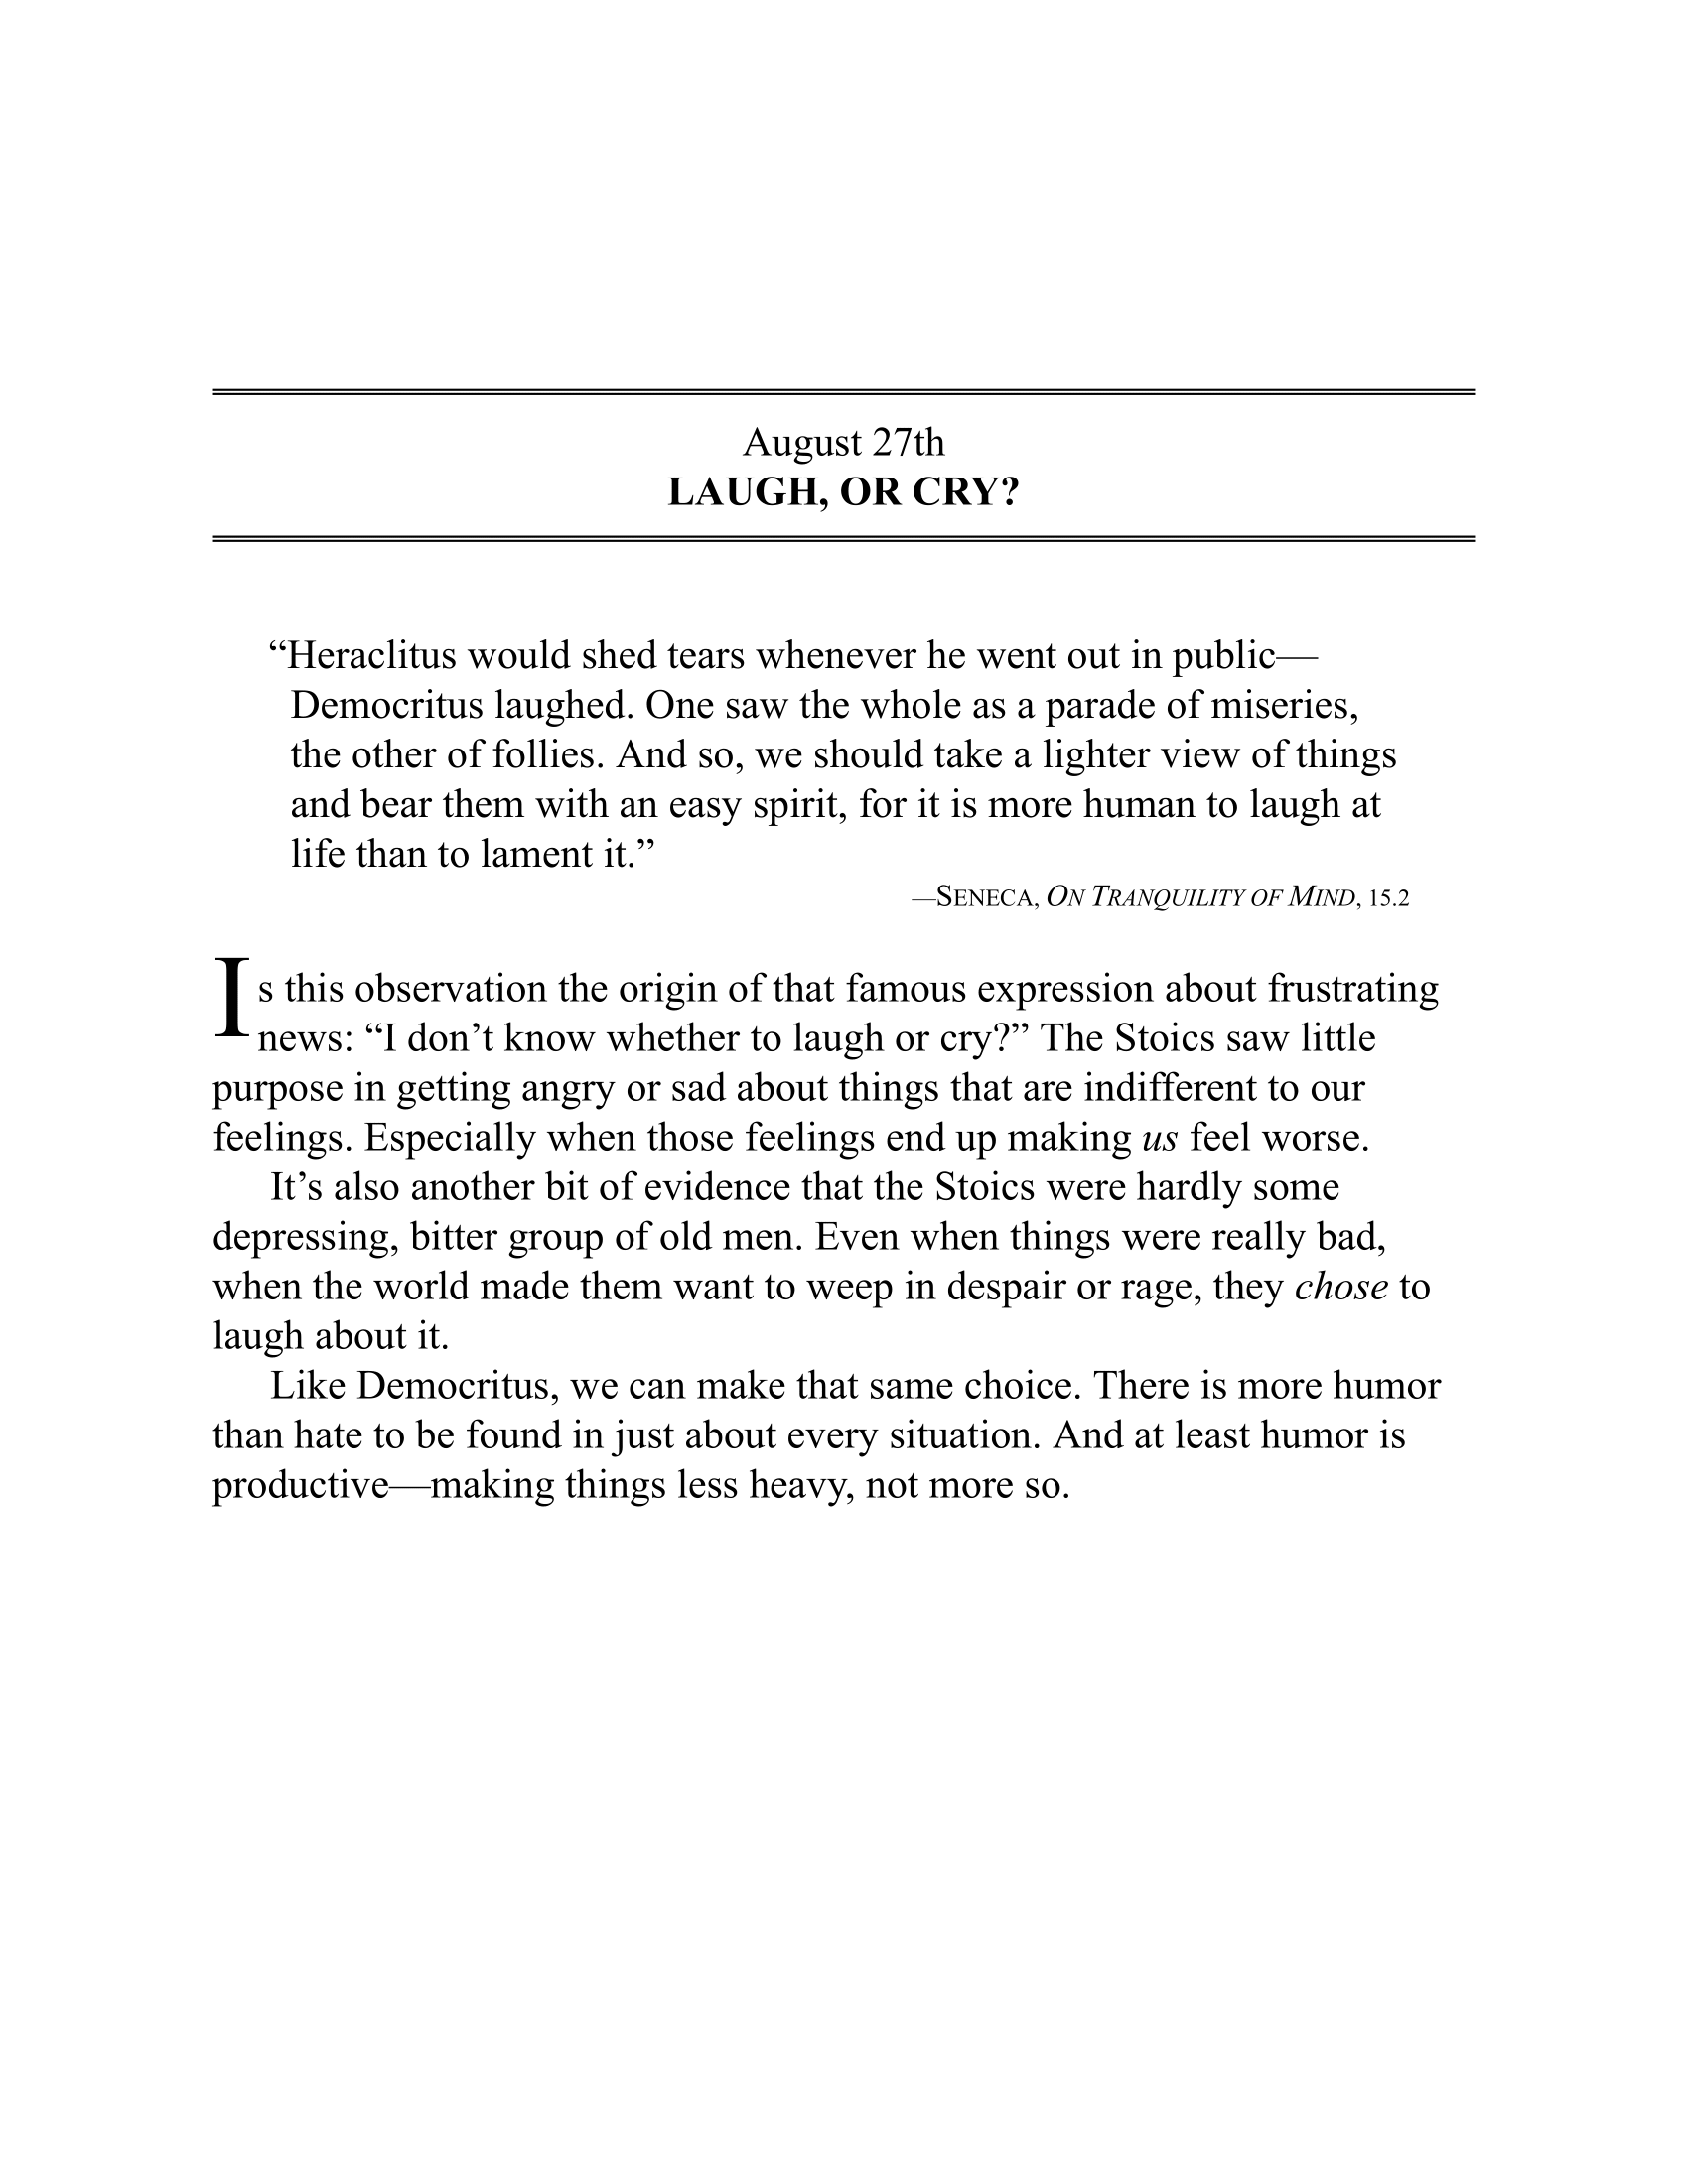 August 27th
LAUGH, OR CRY?
“Heraclitus would shed tears whenever he went out in public—
Democritus laughed. One saw the whole as a parade of miseries,
the other of follies. And so, we should take a lighter view of things
and bear them with an easy spirit, for it is more human to laugh at
life than to lament it.”
—SENECA, ON TRANQUILITY OF MIND, 15.2
Is this observation the origin of that famous expression about frustrating
news: “I don’t know whether to laugh or cry?” The Stoics saw little
purpose in getting angry or sad about things that are indifferent to our
feelings. Especially when those feelings end up making us feel worse.
It’s also another bit of evidence that the Stoics were hardly some
depressing, bitter group of old men. Even when things were really bad,
when the world made them want to weep in despair or rage, they chose to
laugh about it.
Like Democritus, we can make that same choice. There is more humor
than hate to be found in just about every situation. And at least humor is
productive—making things less heavy, not more so.